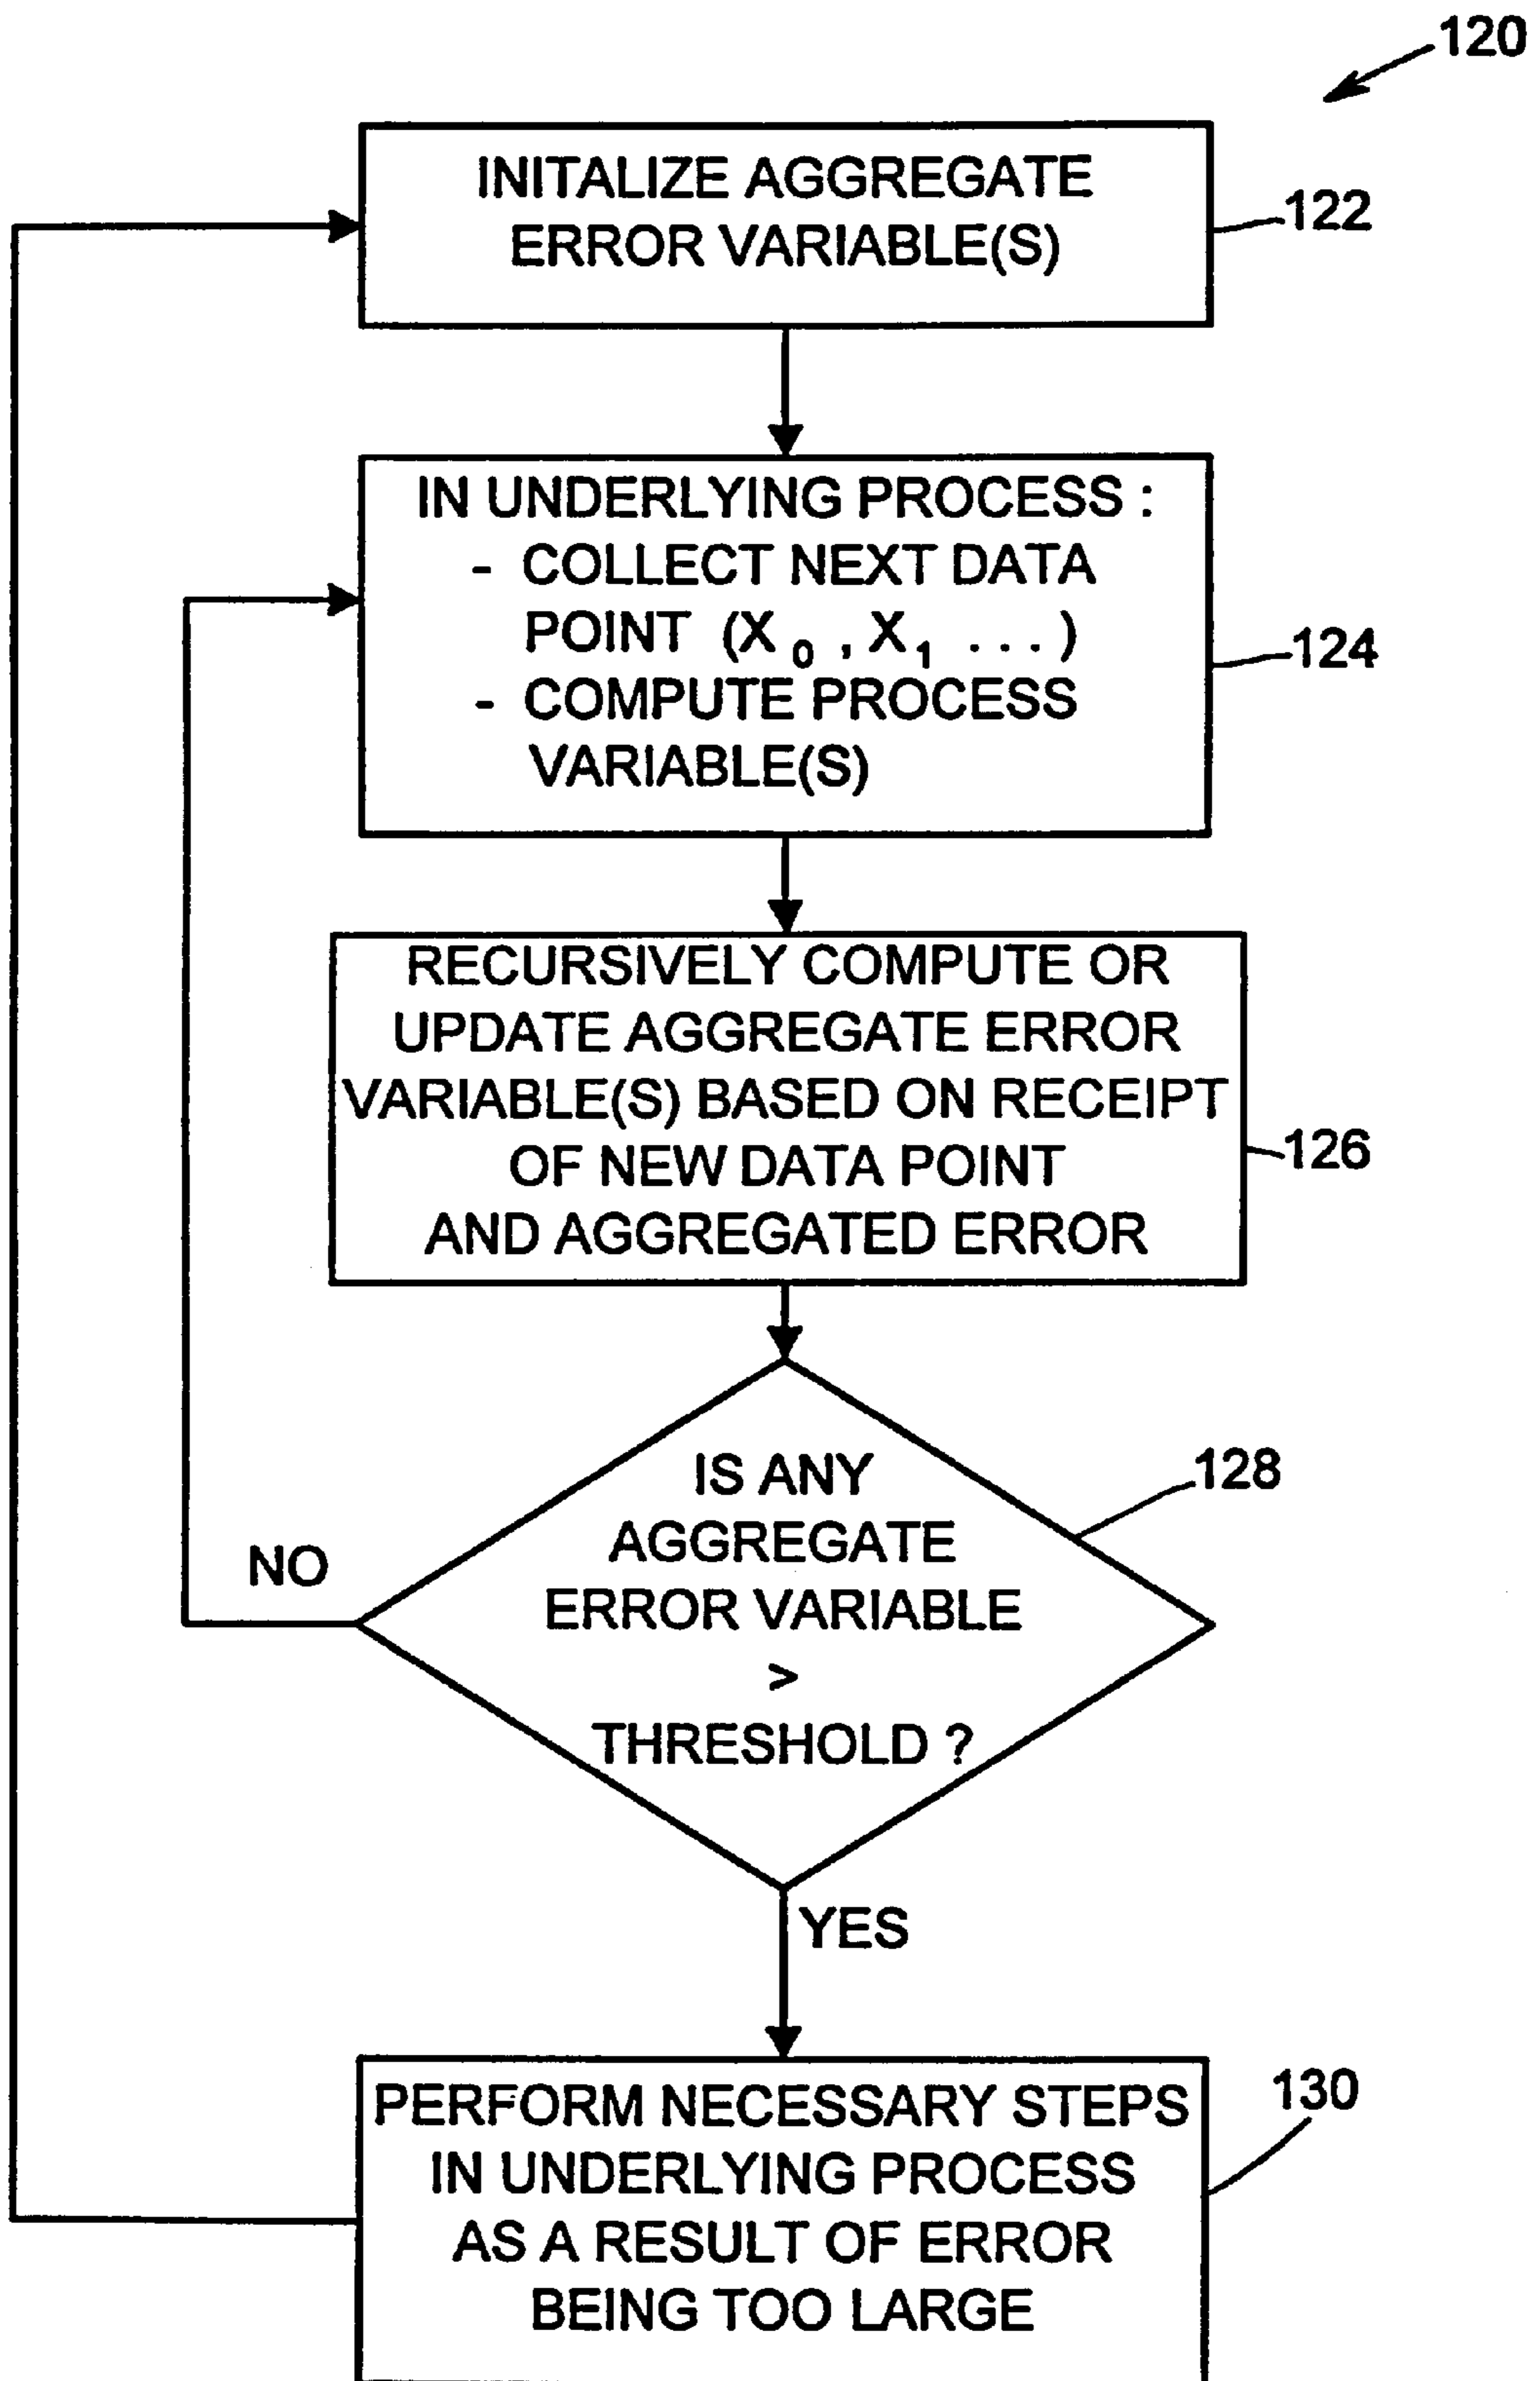 120
INITALIZE AGGREGATE
ERROR VARIABLE(S)
122
IN UNDERLYING PROCESS :
- COLLECT NEXT DATA
POINT (X 0 , X 1 . . . )
- COMPUTE PROCESS
VARIABLE(S)
124
RECURSIVELY COMPUTE OR
UPDATE AGGREGATE ERROR
VARIABLE(S) BASED ON RECEIPT
OF NEW DATA POINT
AND AGGREGATED ERROR
126
IS ANY
AGGREGATE
ERROR VARIABLE
>
THRESHOLD ?
128
NO
YES
PERFORM NECESSARY STEPS
IN UNDERLYING PROCESS
AS A RESULT OF ERROR
BEING TOO LARGE
130